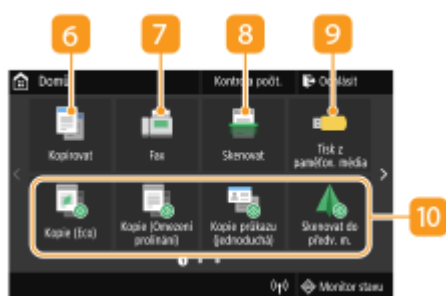 6
7
8
9
Domů
Kontrola počt.
Odhlásit
Kopírovat
Fax
Skenovat
Tisk z
paměťov. média
Kopie (Eco)
Kopie (Omezení
prolínání)
Kopie průkazu
(jednoduchá)
Skenovat do
předv. m.
10
1
Monitor stavu